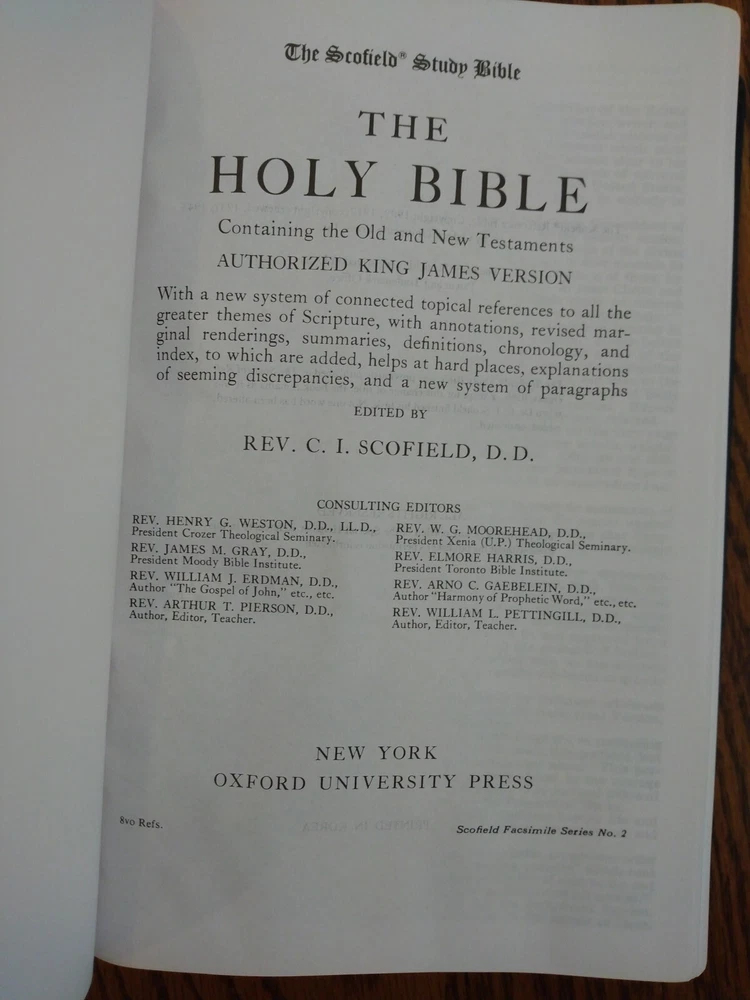 The Scofield® Study Bible
THE
HOLY BIBLE
Containing the Old and New Testaments
AUTHORIZED KING JAMES VERSION
With a new system of connected topical references to all the
greater themes of Scripture, with annotations, revised mar-
ginal renderings, summaries, definitions, chronology, and
index, to which are added, helps at hard places, explanations
of seeming discrepancies, and a new system of paragraphs
EDITED BY
REV. C. I. SCOFIELD, D.D.
CONSULTING EDITORS
REV. HENRY G. WESTON, D.D., LL.D.,
President Crozer Theological Seminary.
REV. JAMES M. GRAY, D.D.,
President Moody Bible Institute.
REV. WILLIAM J. ERDMAN, D.D.,
Author "The Gospel of John," etc., etc.
REV. ARTHUR T. PIERSON, D.D.,
Author, Editor, Teacher.
REV. W. G. MOOREHEAD, D.D.,
President Xenia (U.P.) Theological Seminary.
REV. ELMORE HARRIS, D.D.,
President Toronto Bible Institute.
REV. ARNO C. GAEBELEIN, D.D.,
Author "Harmony of Prophetic Word," etc., etc.
REV. WILLIAM L. PETTINGILL, D.D.,
Author, Editor, Teacher.
NEW YORK
OXFORD UNIVERSITY PRESS
8vo Refs.
Scofield Facsimile Series No. 2
PRINTED IN KOREA